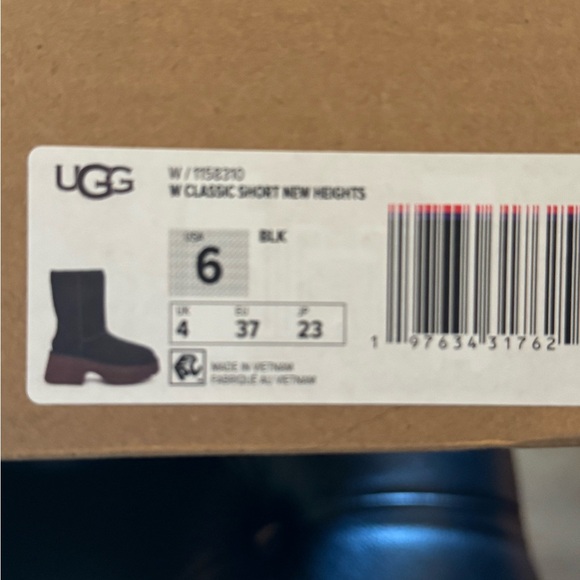 UGG
W / 1158310
W CLASSIC SHORT NEW HEIGHTS
USA
6
BLK
UK EU JP
4 37 23
MADE IN VIETNAM
FABRIQUÉ AU VIETNAM
1 97634 31762